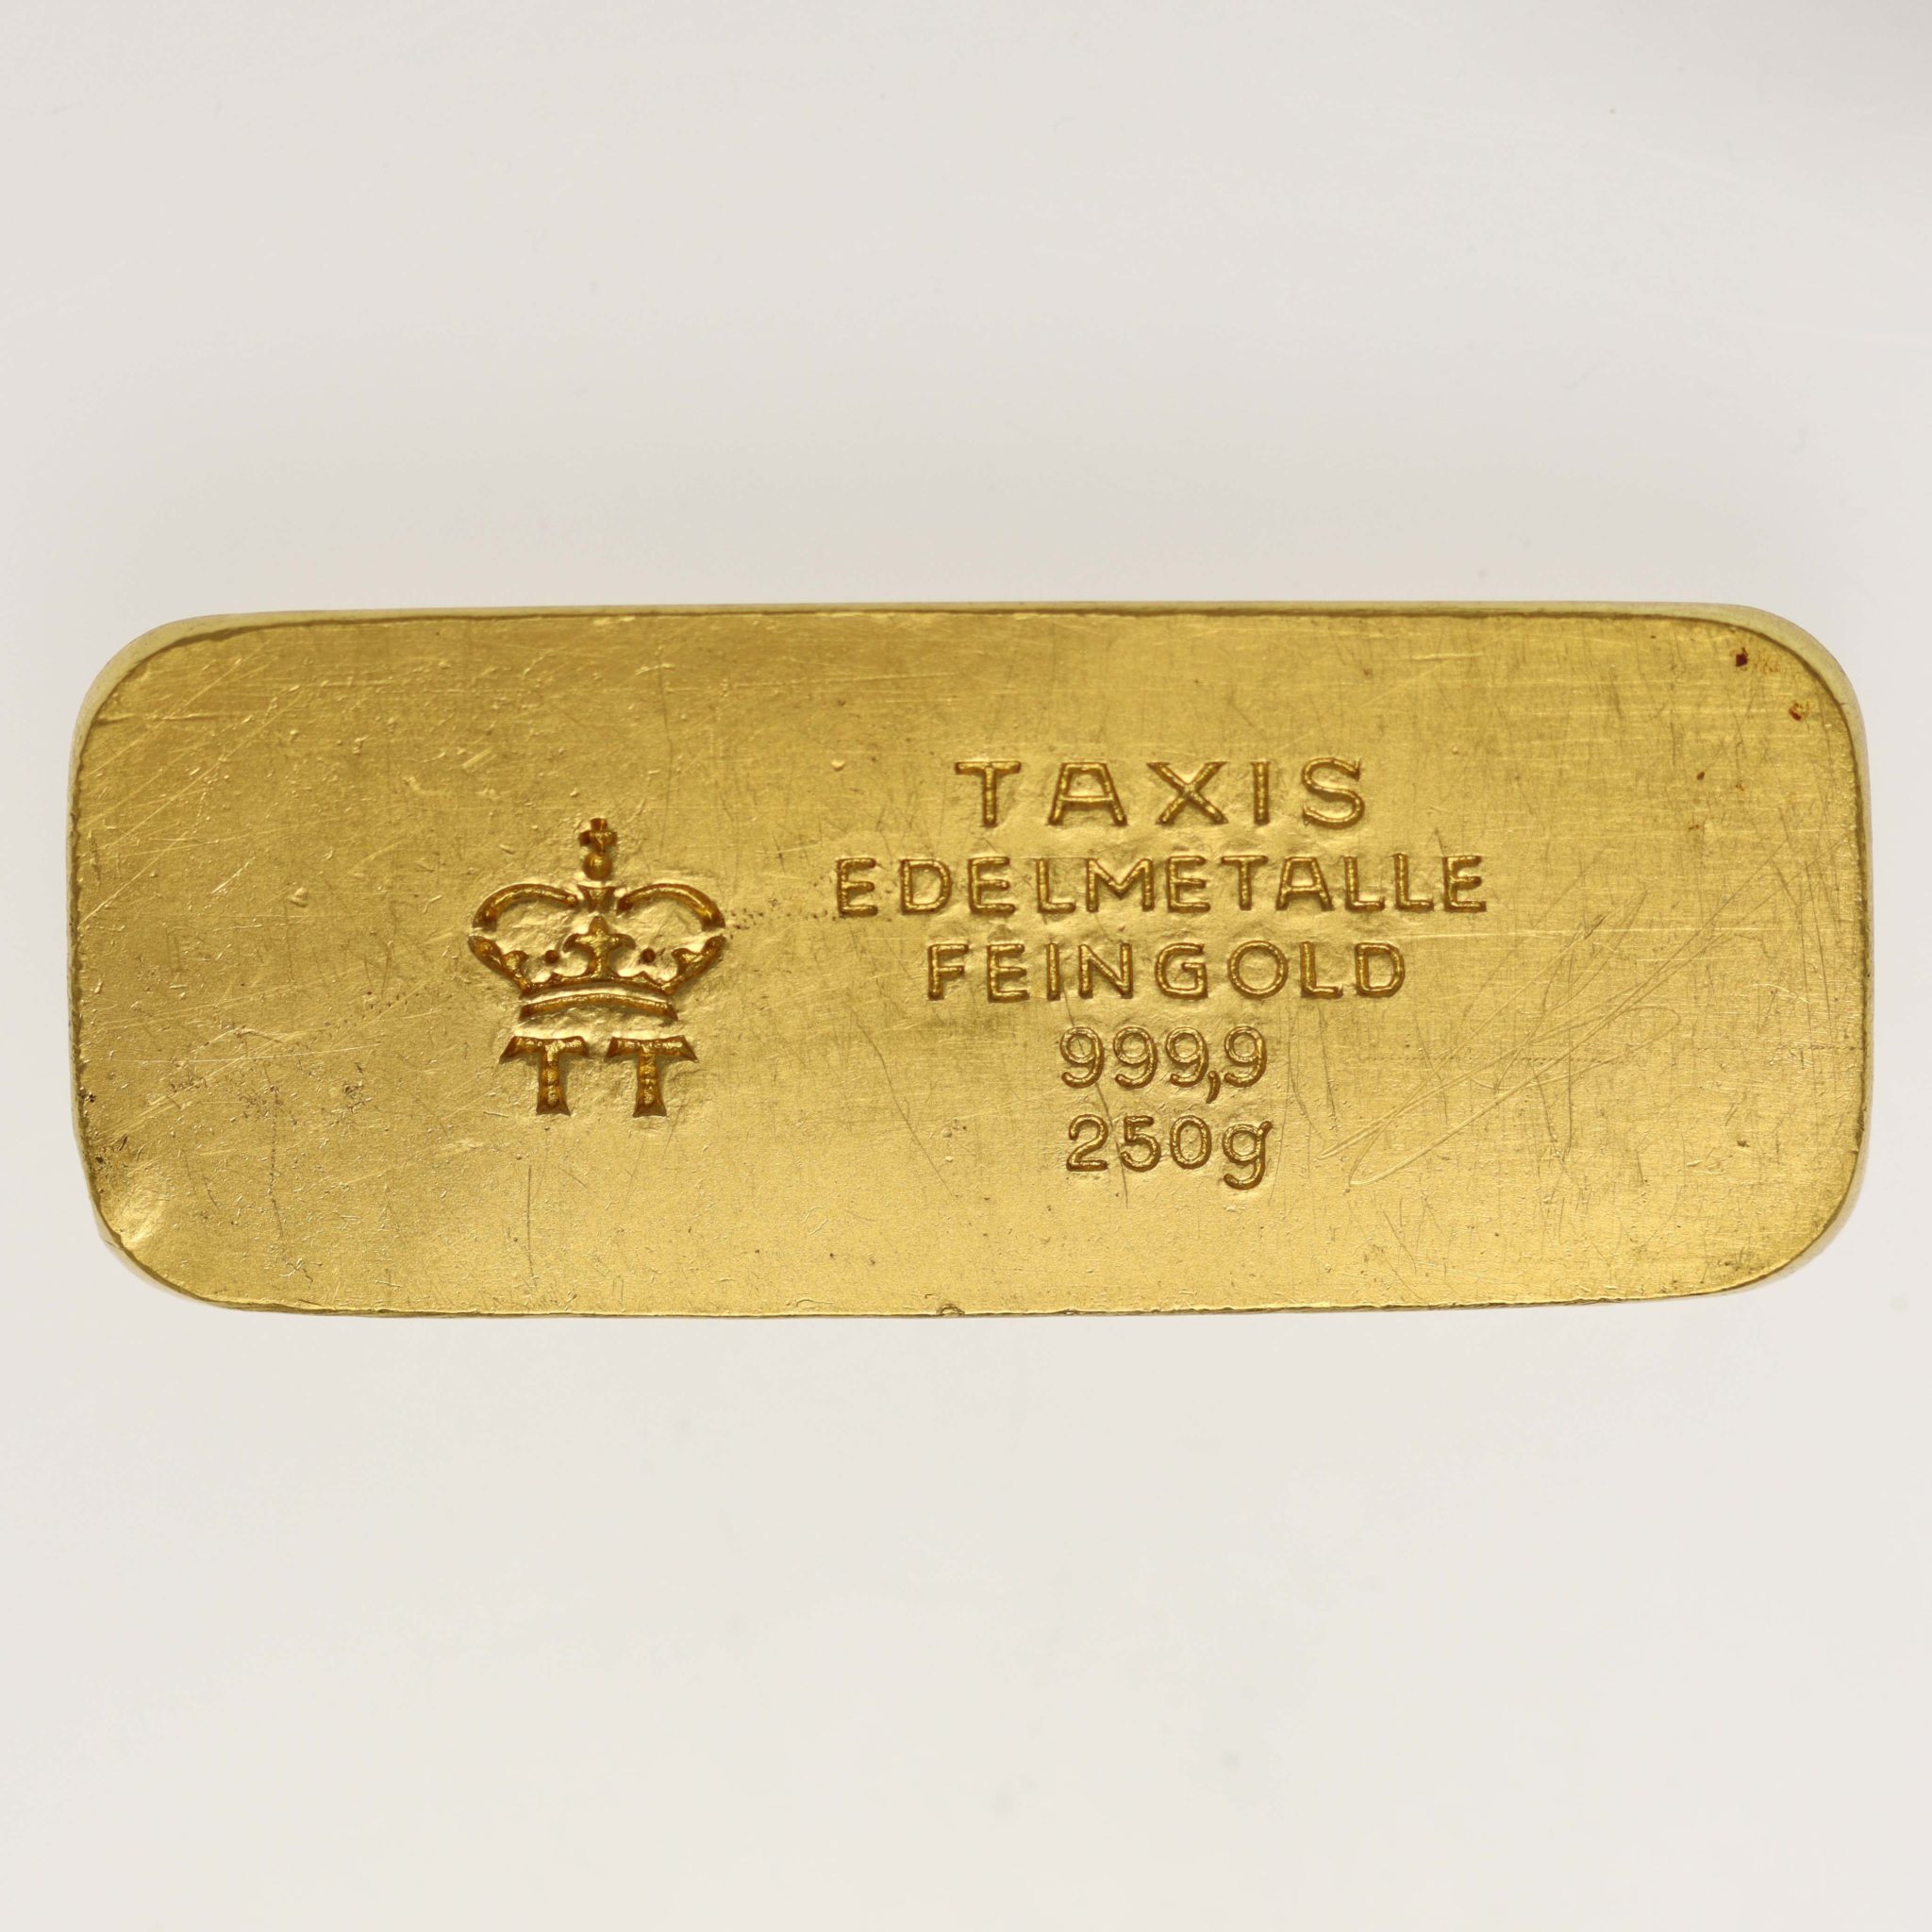 TAXIS
EDELMETALLE
FEINGOLD
999,9
250g
TT